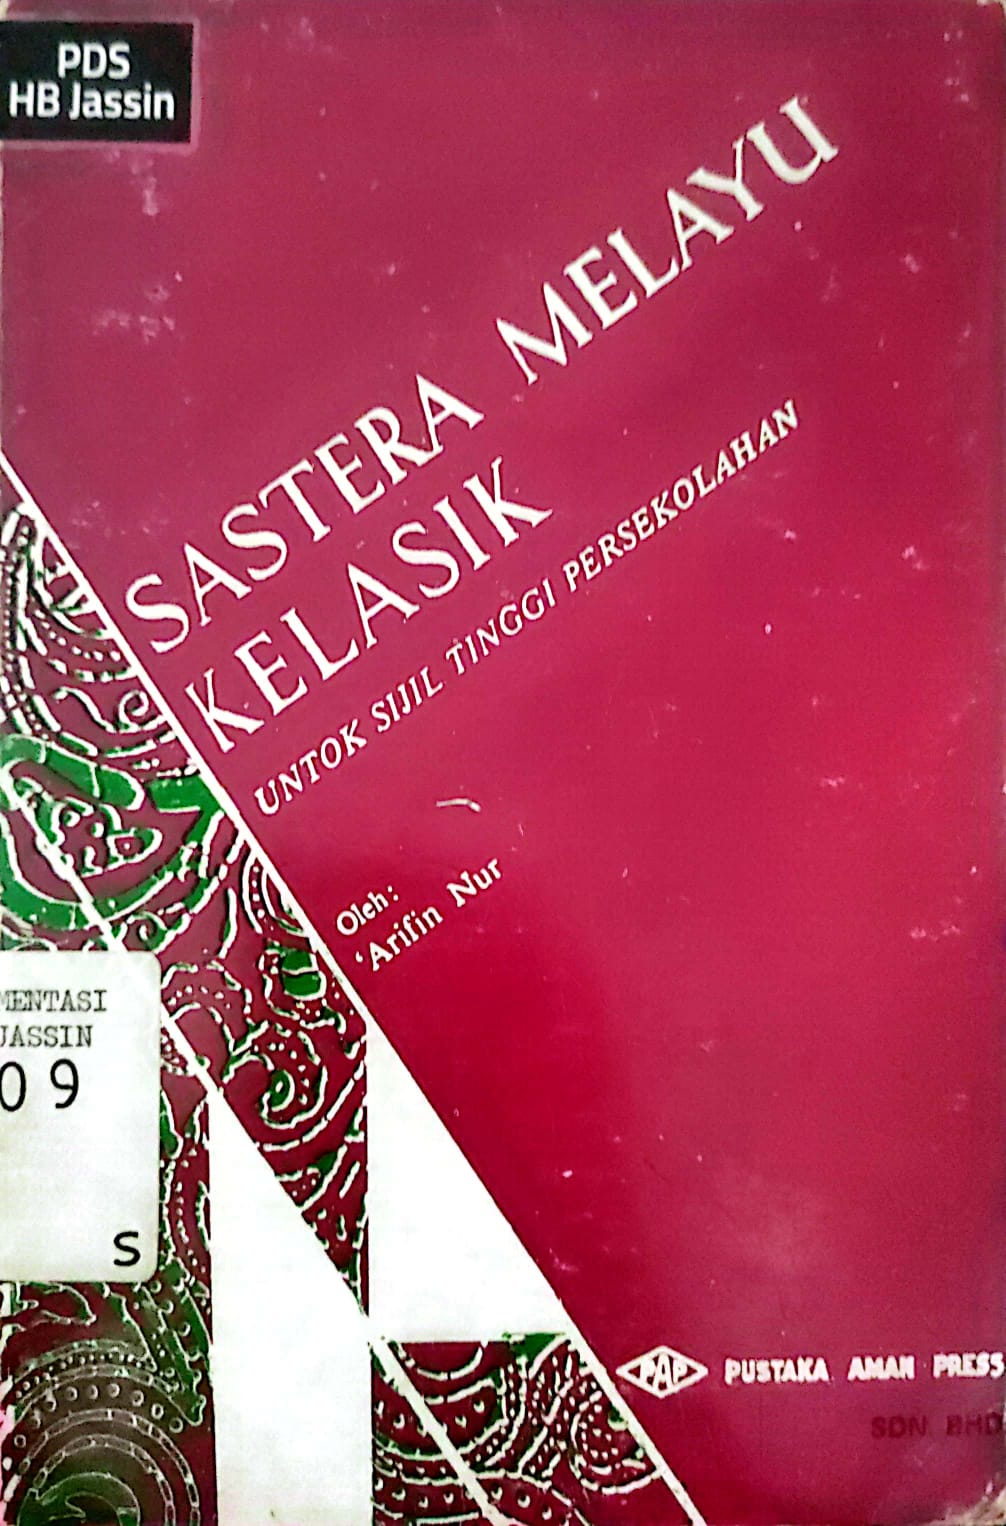 PDS
HB Jassin
SASTERA MELAYU
KELASIK
UNTOK SIJIL TINGGI PERSEKOLAHAN
Oleh:
'Arifin Nur
MENTASI
JASSIN
09
S
PAP PUSTAKA AMAN PRESS
SDN BHD